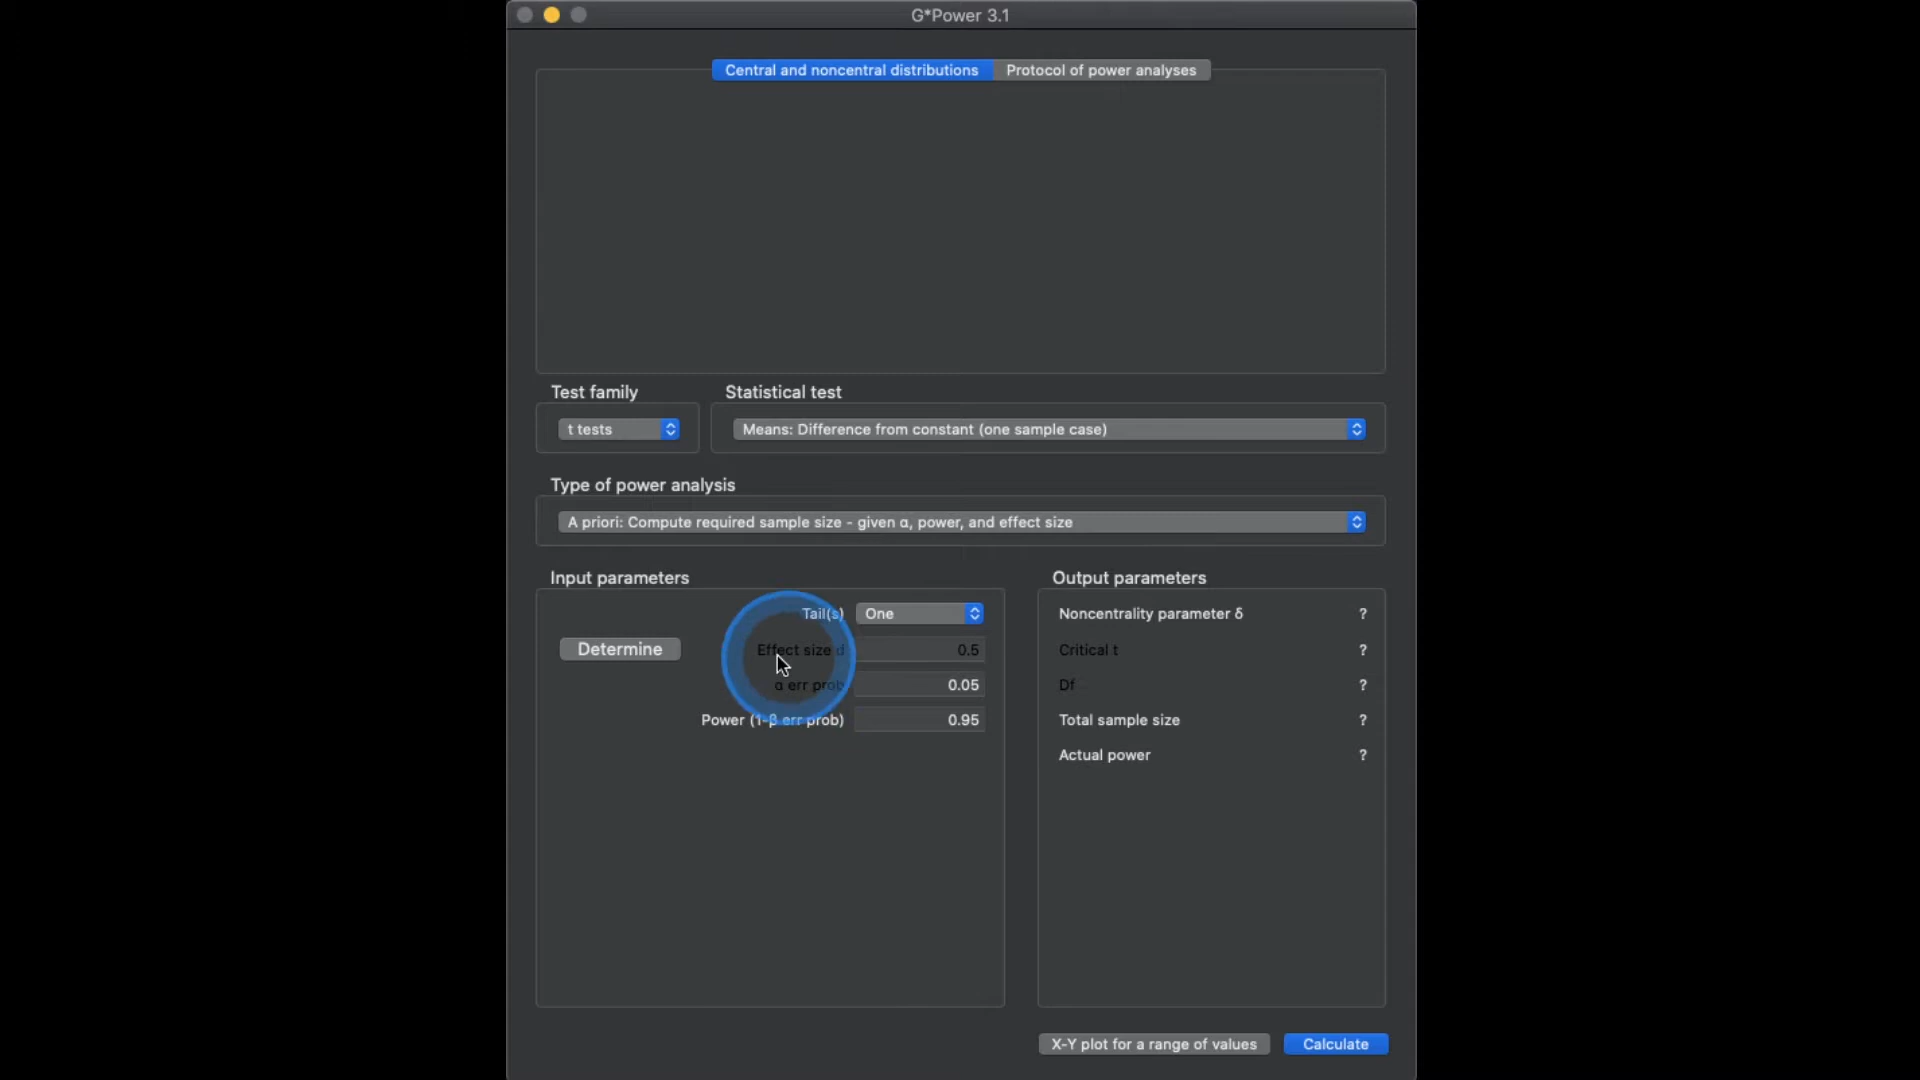 G*Power 3.1
Central and noncentral distributions
Protocol of power analyses
Test family
Statistical test
t tests
Means: Difference from constant (one sample case)
Type of power analysis
A priori: Compute required sample size - given α, power, and effect size
Input parameters
Output parameters
Tail(s)
One
Noncentrality parameter δ
?
Determine
Effect size d
0.5
Critical t
?
α err prob
0.05
Df
?
Power (1-β err prob)
0.95
Total sample size
?
Actual power
?
X-Y plot for a range of values
Calculate